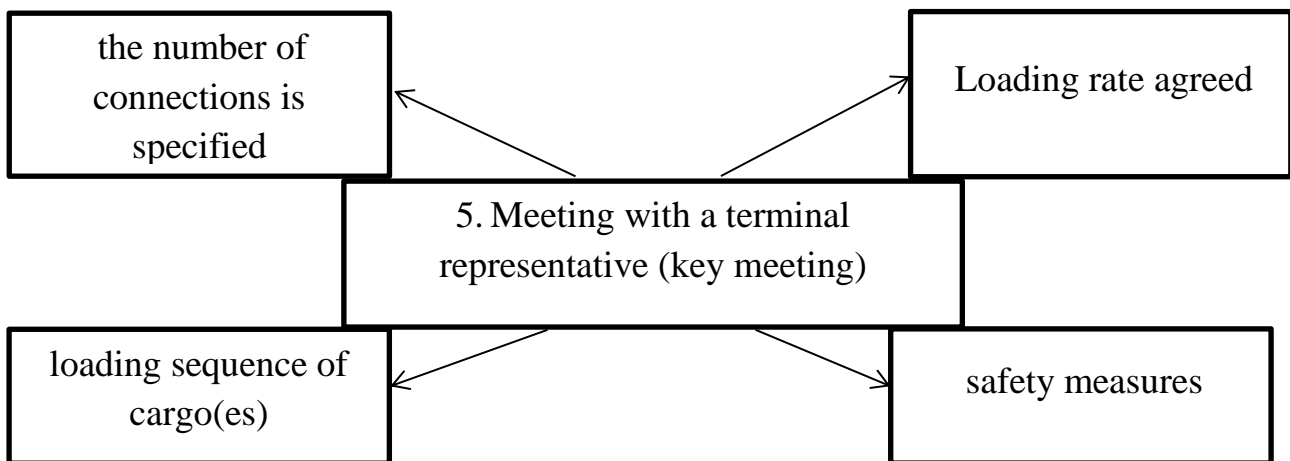 the number of
connections is
specified
Loading rate agreed
5. Meeting with a terminal
representative (key meeting)
loading sequence of
cargo(es)
safety measures